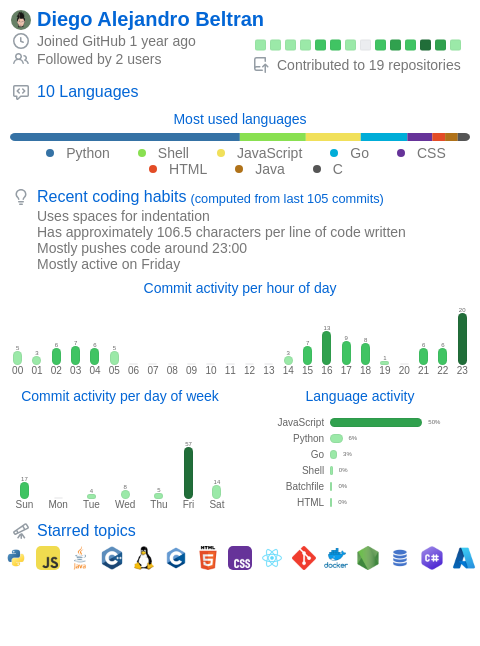 Diego Alejandro Beltran
Joined GitHub 1 year ago
Followed by 2 users
Contributed to 19 repositories
10 Languages
Most used languages
Python Shell JavaScript Go CSS
HTML Java C
Recent coding habits (computed from last 105 commits)
Uses spaces for indentation
Has approximately 106.5 characters per line of code written
Mostly pushes code around 23:00
Mostly active on Friday
Commit activity per hour of day
5 3 6 7 6 5 3 7 13 9 8 1 6 6 20
00 01 02 03 04 05 06 07 08 09 10 11 12 13 14 15 16 17 18 19 20 21 22 23
Commit activity per day of week
17 4 8 5 57 14
Sun Mon Tue Wed Thu Fri Sat
Language activity
JavaScript 50%
Python 6%
Go 3%
Shell 0%
Batchfile 0%
HTML 0%
Starred topics
JS Java C++ C HTML 5 CSS docker C#